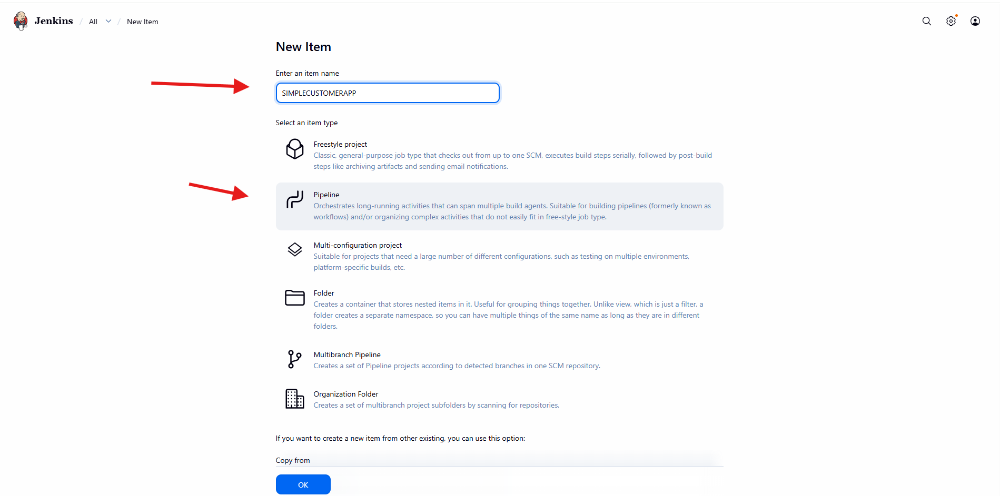 Jenkins / All / New Item
New Item
Enter an item name
SIMPLECUSTOMERAPP
Select an item type
Freestyle project
Classic, general-purpose job type that checks out from up to one SCM, executes build steps serially, followed by post-build
steps like archiving artifacts and sending email notifications.
Pipeline
Orchestrates long-running activities that can span multiple build agents. Suitable for building pipelines (formerly known as
workflows) and/or organizing complex activities that do not easily fit in free-style job type.
Multi-configuration project
Suitable for projects that need a large number of different configurations, such as testing on multiple environments,
platform-specific builds, etc.
Folder
Creates a container that stores nested items in it. Useful for grouping things together. Unlike view, which is just a filter, a
folder creates a separate namespace, so you can have multiple things of the same name as long as they are in different
folders.
Multibranch Pipeline
Creates a set of Pipeline projects according to detected branches in one SCM repository.
Organization Folder
Creates a set of multibranch project subfolders by scanning for repositories.
If you want to create a new item from other existing, you can use this option:
Copy from
OK